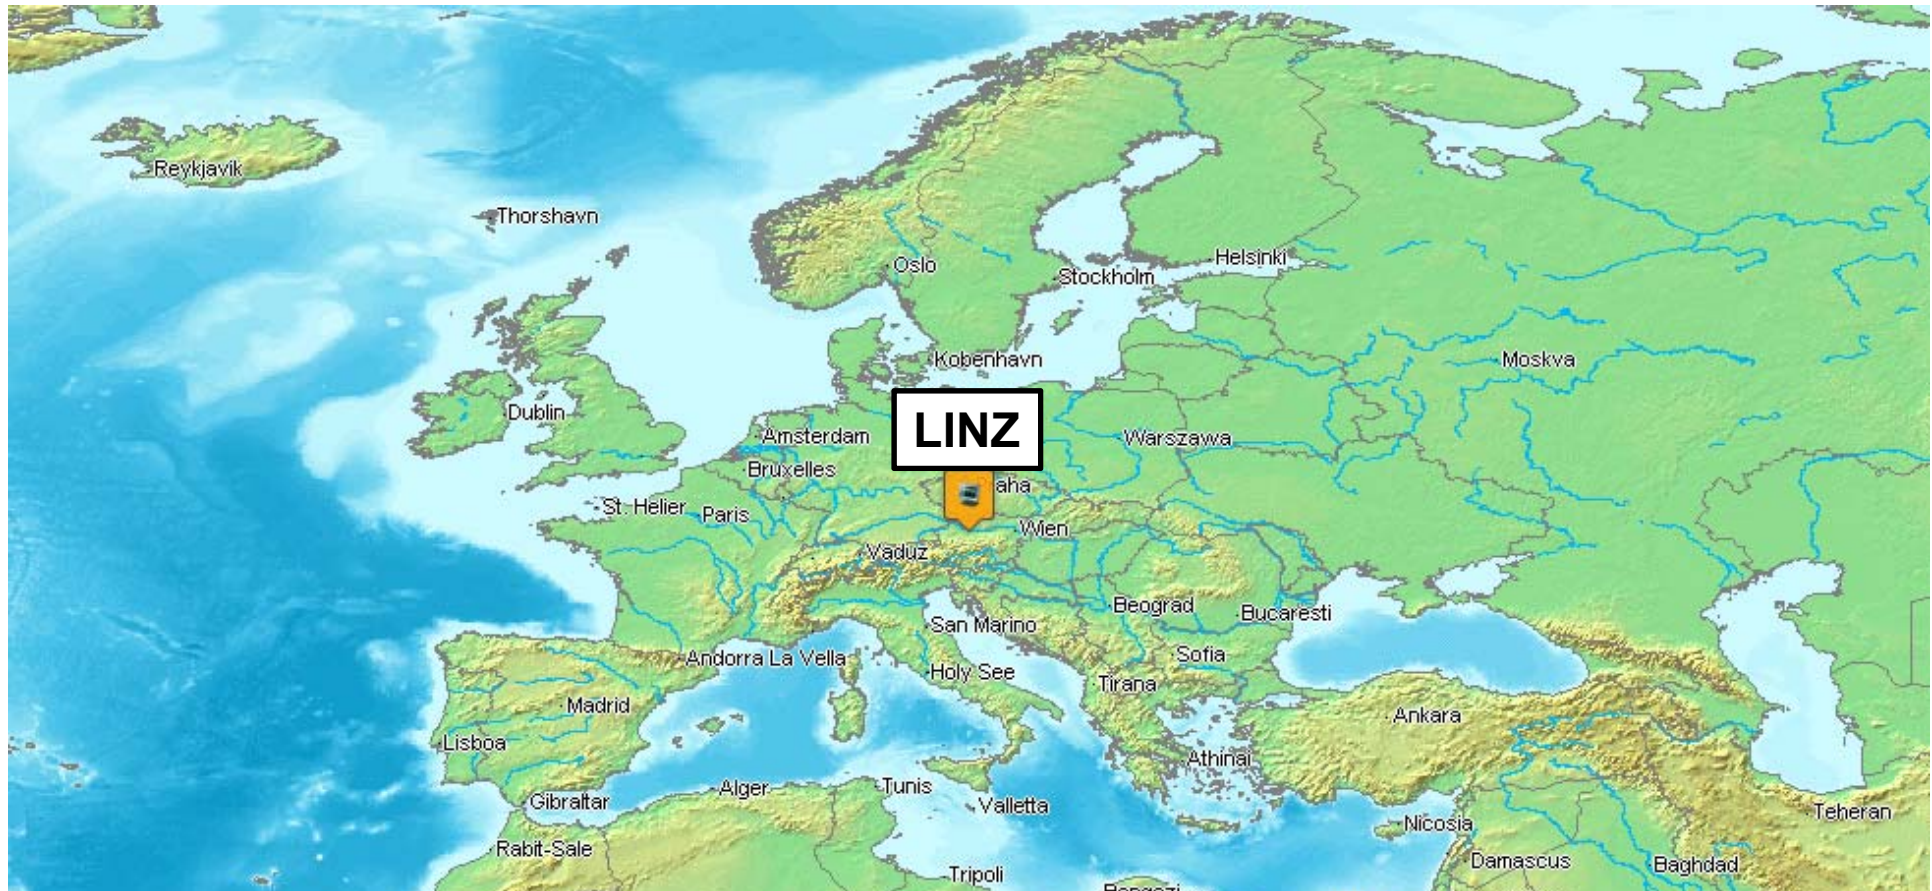 Reykjavik
Thorshavn
Oslo
Stockholm
Helsinki
Kobenhavn
Moskva
Dublin
Amsterdam
LINZ
Warszawa
Bruxelles
aha
St. Helier
Paris
Wien
Vaduz
Beograd
Bucaresti
San Marino
Andorra La Vella
Sofia
Holy See
Tirana
Madrid
Ankara
Lisboa
Athinai
Gibraltar
Alger
Tunis
Valletta
Teheran
Nicosia
Rabit-Sale
Damascus
Baghdad
Tripoli